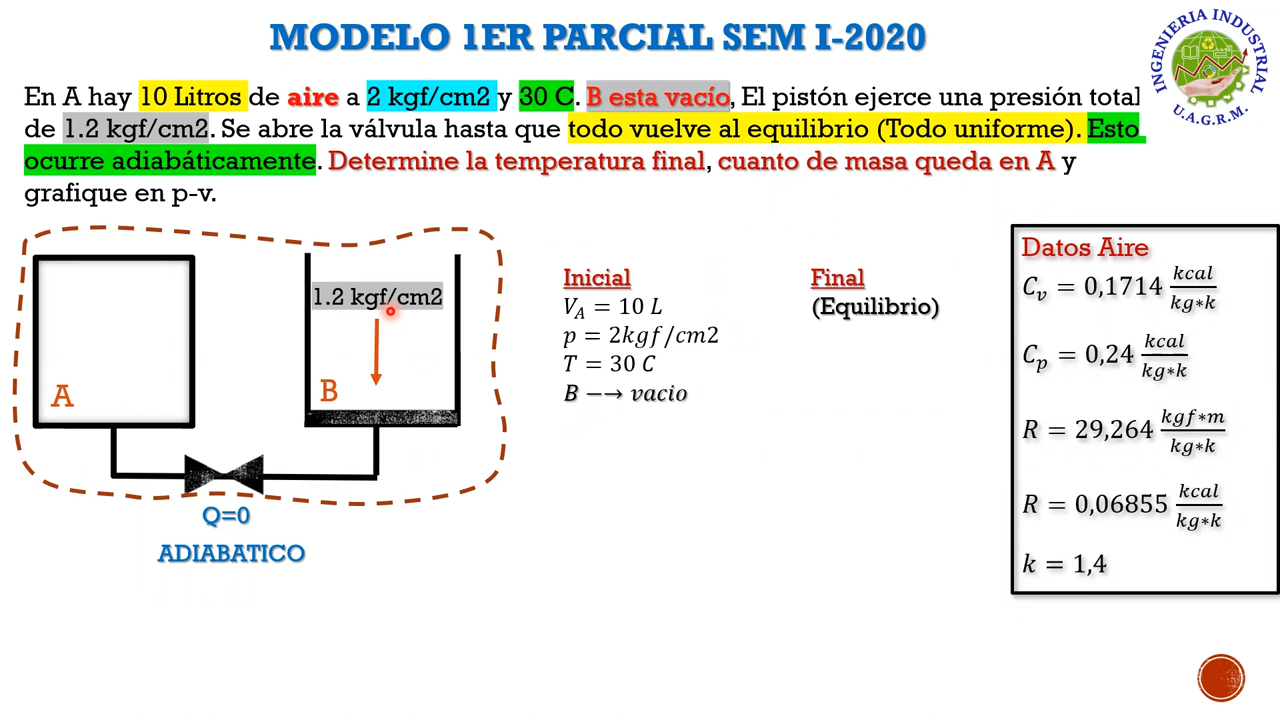 MODELO 1ER PARCIAL SEM I-2020
INGENIERIA INDUSTRIAL
U.A.G.R.M.
En A hay 10 Litros de aire a 2 kgf/cm2 y 30 C. B esta vacío, El pistón ejerce una presión total
de 1.2 kgf/cm2. Se abre la válvula hasta que todo vuelve al equilibrio (Todo uniforme). Esto
ocurre adiabáticamente. Determine la temperatura final, cuanto de masa queda en A y
grafique en p-v.
1.2 kgf/cm2
A
B
Q=0
ADIABATICO
Inicial
V_A = 10 L
p = 2kgf/cm2
T = 30 C
B −→ vacio
Final
(Equilibrio)
Datos Aire
C_v = 0,1714 kcal/kg∗k
C_p = 0,24 kcal/kg∗k
R = 29,264 kgf∗m/kg∗k
R = 0,06855 kcal/kg∗k
k = 1,4